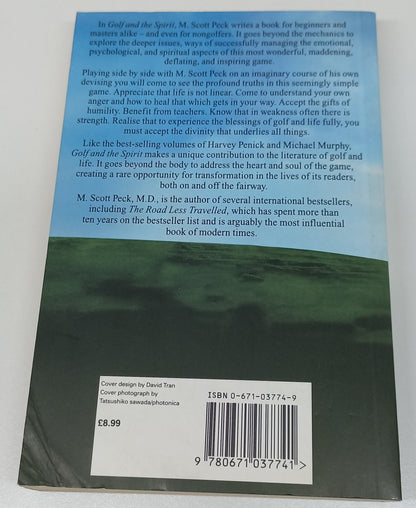 In Golf and the Spirit, M. Scott Peck writes a book for beginners and
masters alike – and even for nongolfers. It goes beyond the mechanics to
explore the deeper issues, ways of successfully managing the emotional,
psychological, and spiritual aspects of this most wonderful, maddening,
deflating, and inspiring game.
Playing side by side with M. Scott Peck on an imaginary course of his own
devising you will come to see the profound truths in this seemingly simple
game. Appreciate that life is not linear. Come to understand your own
anger and how to heal that which gets in your way. Accept the gifts of
humility. Benefit from teachers. Know that in weakness often there is
strength. Realise that to experience the blessings of golf and life fully, you
must accept the divinity that underlies all things.
Like the best-selling volumes of Harvey Penick and Michael Murphy,
Golf and the Spirit makes a unique contribution to the literature of golf and
life. It goes beyond the body to address the heart and soul of the game,
creating a rare opportunity for transformation in the lives of its readers,
both on and off the fairway.
M. Scott Peck, M.D., is the author of several international bestsellers,
including The Road Less Travelled, which has spent more than
ten years on the bestseller list and is arguably the most influential
book of modern times.
Cover design by David Tran
Cover photograph by
Tatsushiko sawada/photonica
£8.99
ISBN 0-671-03774-9
9 780671 037741 >